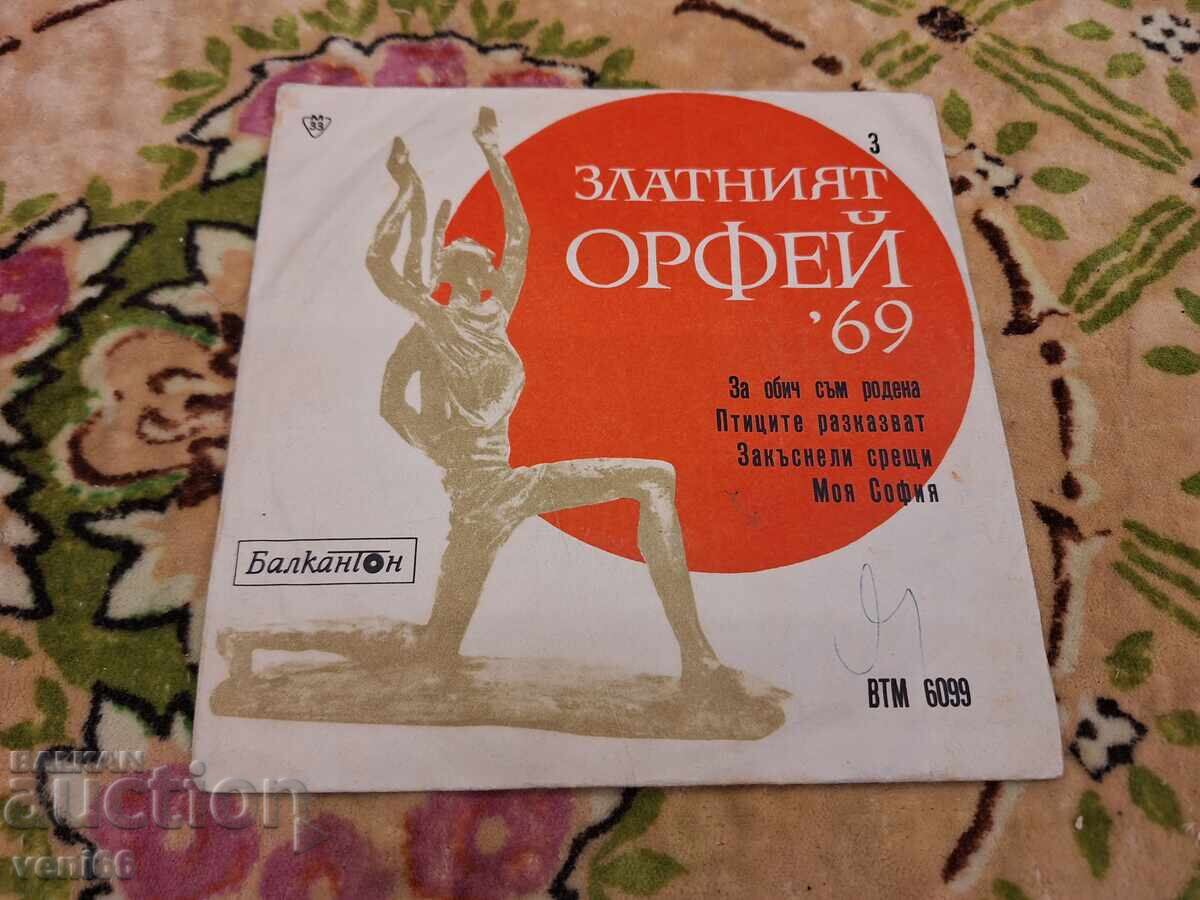 М
33
3
ЗЛАТНИЯТ
ОРФЕЙ
’69
За обич съм родена
Птиците разказват
Закъснели срещи
Моя София
Балкантон
ВТМ 6099
BALKAN
auction
veni66